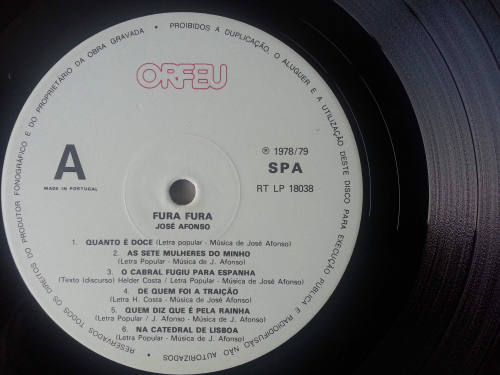 RESERVADOS TODOS OS DIREITOS DO PRODUTOR FONOGRÁFICO E DO PROPRIETÁRIO DA OBRA GRAVADA • PROIBIDOS A DUPLICAÇÃO, O ALUGUER E A UTILIZAÇÃO DESTE DISCO PARA EXECUÇÃO PÚBLICA E RADIODIFUSÃO NÃO AUTORIZADOS •
ORFEU
A
MADE IN PORTUGAL
℗ 1978/79
SPA
RT LP 18038
FURA FURA
JOSÉ AFONSO
1. QUANTO É DOCE (Letra popular - Música de José Afonso)
2. AS SETE MULHERES DO MINHO
(Letra Popular - Música de J. Afonso)
3. O CABRAL FUGIU PARA ESPANHA
(Texto (discurso) Helder Costa / Letra Popular - Música de José Afonso)
4. DE QUEM FOI A TRAIÇÃO
(Letra H. Costa - Música de José Afonso)
5. QUEM DIZ QUE É PELA RAINHA
(Letra Popular / J. Afonso - Música de J. Afonso)
6. NA CATEDRAL DE LISBOA
(Letra e Música de José Afonso)